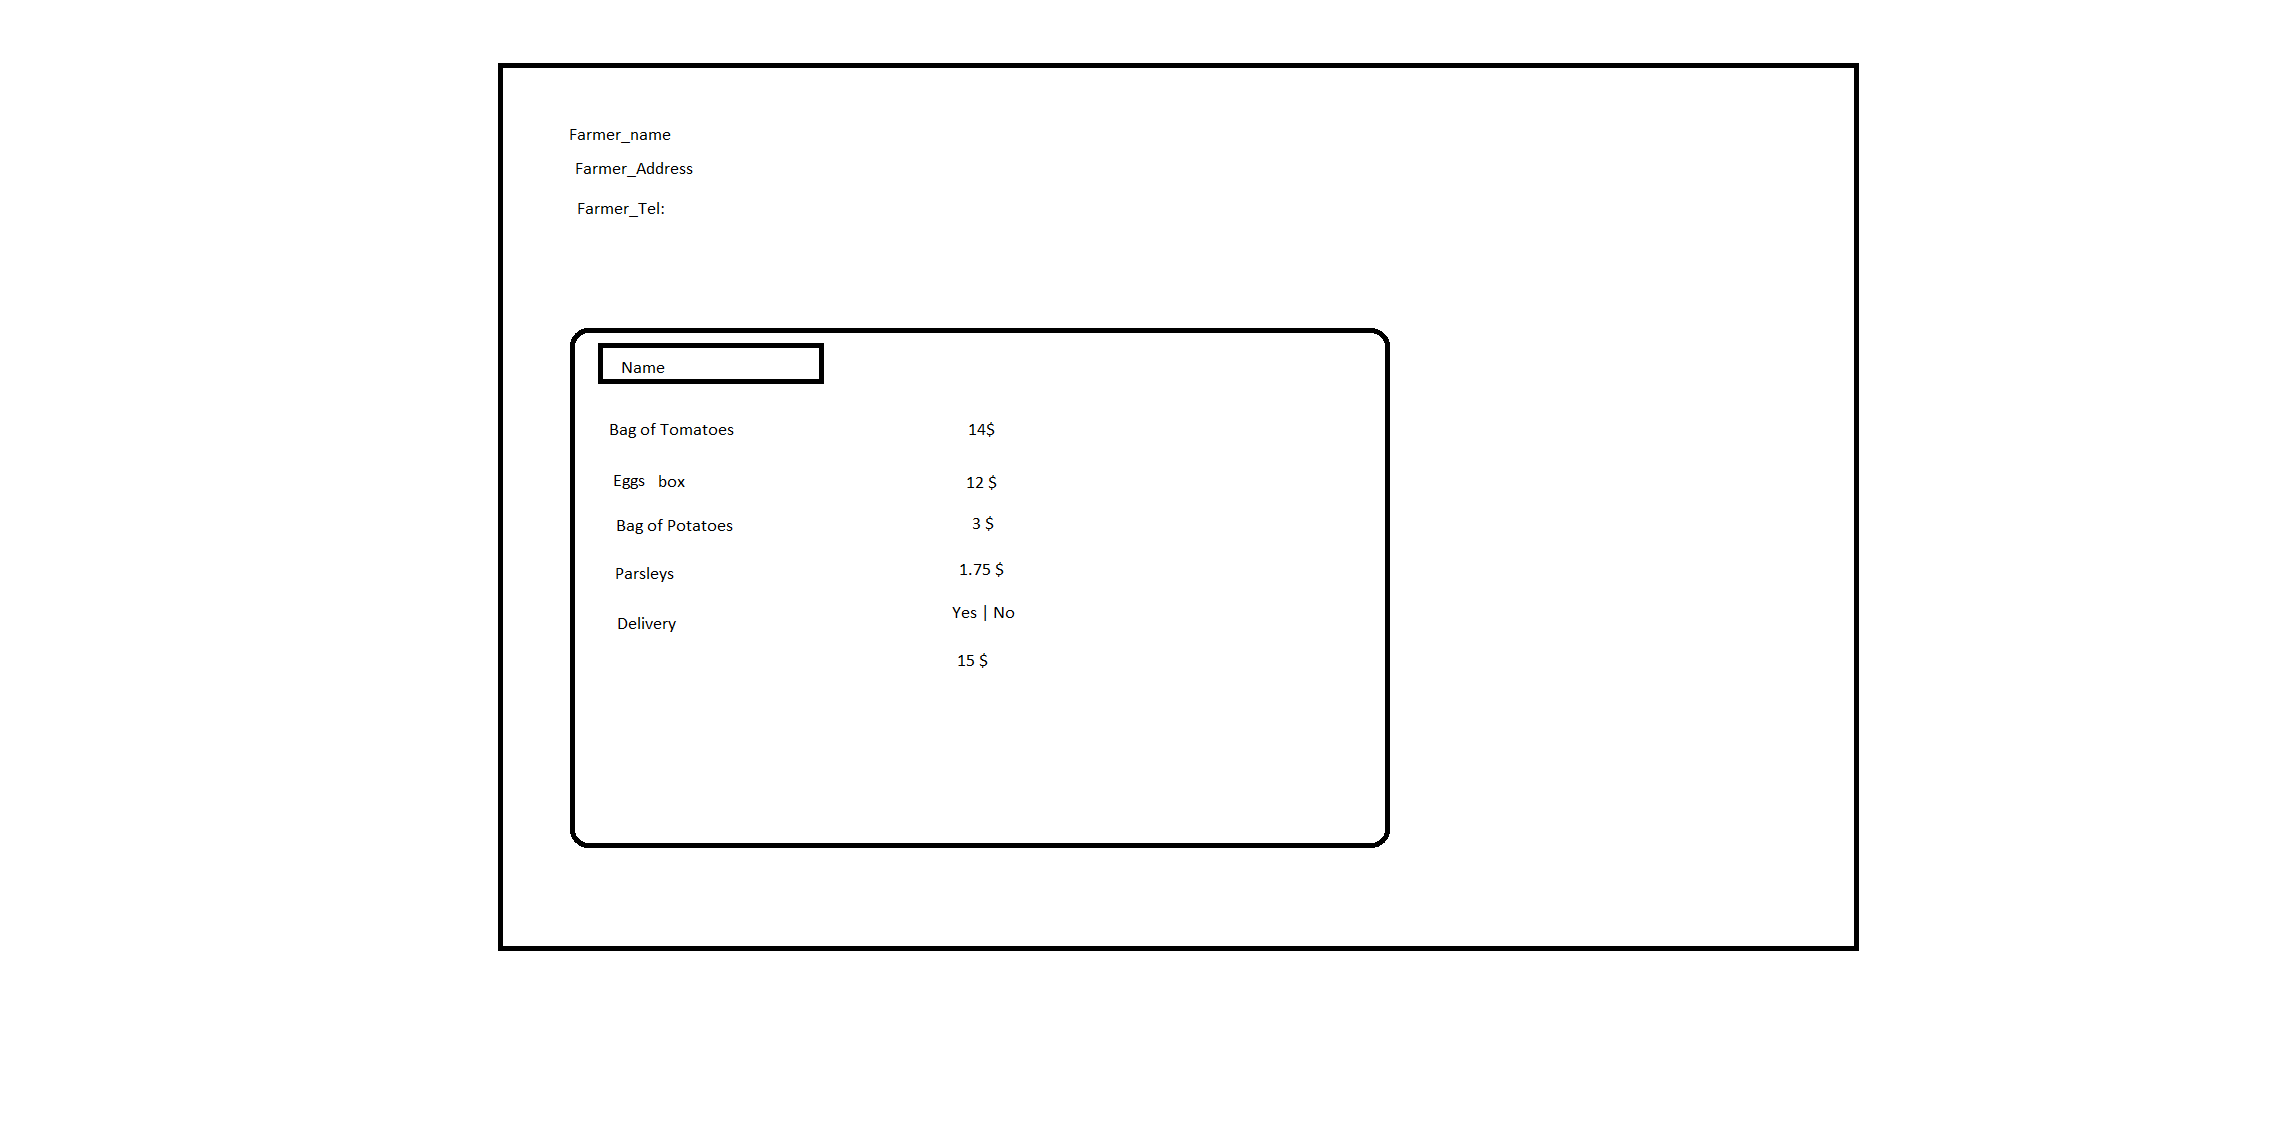 Farmer_name
Farmer_Address
Farmer_Tel:
Name
Bag of Tomatoes 14$
Eggs box 12 $
Bag of Potatoes 3 $
Parsleys 1.75 $
Delivery Yes | No
15 $